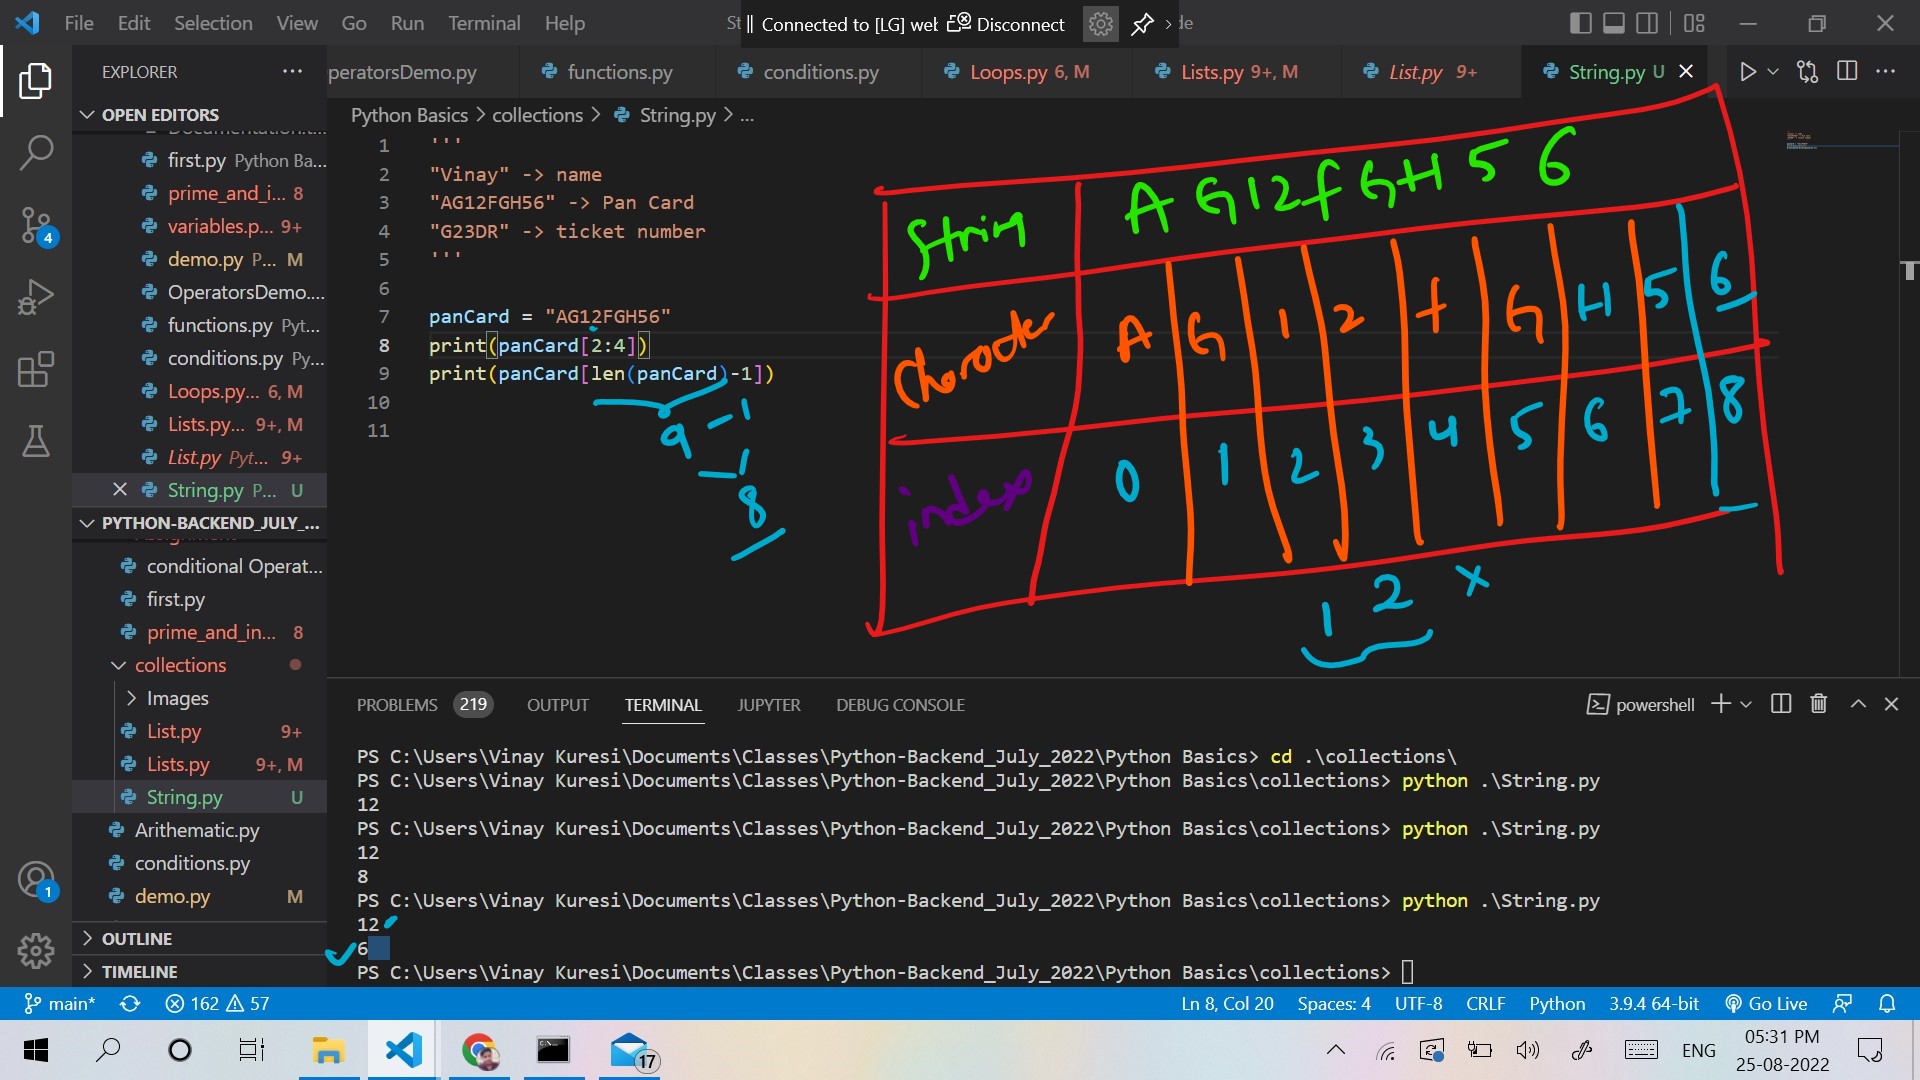 File Edit Selection View Go Run Terminal Help
Connected to [LG] web Disconnect
EXPLORER
peratorsDemo.py functions.py conditions.py Loops.py 6, M Lists.py 9+, M List.py 9+ String.py U
OPEN EDITORS
first.py Python Ba...
prime_and_i... 8
variables.p... 9+
demo.py P... M
OperatorsDemo....
functions.py Pyt...
conditions.py Py...
Loops.py... 6, M
Lists.py... 9+, M
List.py Pyt... 9+
String.py P... U
PYTHON-BACKEND_JULY_...
conditional Operat...
first.py
prime_and_in... 8
collections
Images
List.py 9+
Lists.py 9+, M
String.py U
Arithematic.py
conditions.py
demo.py M
OUTLINE
TIMELINE
4
1
Python Basics > collections > String.py > ...
1 '''
2 "Vinay" -> name
3 "AG12FGH56" -> Pan Card
4 "G23DR" -> ticket number
5 '''
6
7 panCard = "AG12FGH56"
8 print(panCard[2:4])
9 print(panCard[len(panCard)-1])
10
11
9 -1
-1
8
String A G12fGH56
Charocter A G 1 2 f G H 5 6
index 0 1 2 3 4 5 6 7 8
1 2 x
PROBLEMS 219 OUTPUT TERMINAL JUPYTER DEBUG CONSOLE powershell
PS C:\Users\Vinay Kuresi\Documents\Classes\Python-Backend_July_2022\Python Basics> cd .\collections\
PS C:\Users\Vinay Kuresi\Documents\Classes\Python-Backend_July_2022\Python Basics\collections> python .\String.py
12
PS C:\Users\Vinay Kuresi\Documents\Classes\Python-Backend_July_2022\Python Basics\collections> python .\String.py
12
8
PS C:\Users\Vinay Kuresi\Documents\Classes\Python-Backend_July_2022\Python Basics\collections> python .\String.py
12
6
PS C:\Users\Vinay Kuresi\Documents\Classes\Python-Backend_July_2022\Python Basics\collections>
main* 162 57 Ln 8, Col 20 Spaces: 4 UTF-8 CRLF Python 3.9.4 64-bit Go Live
17 ENG 05:31 PM
25-08-2022